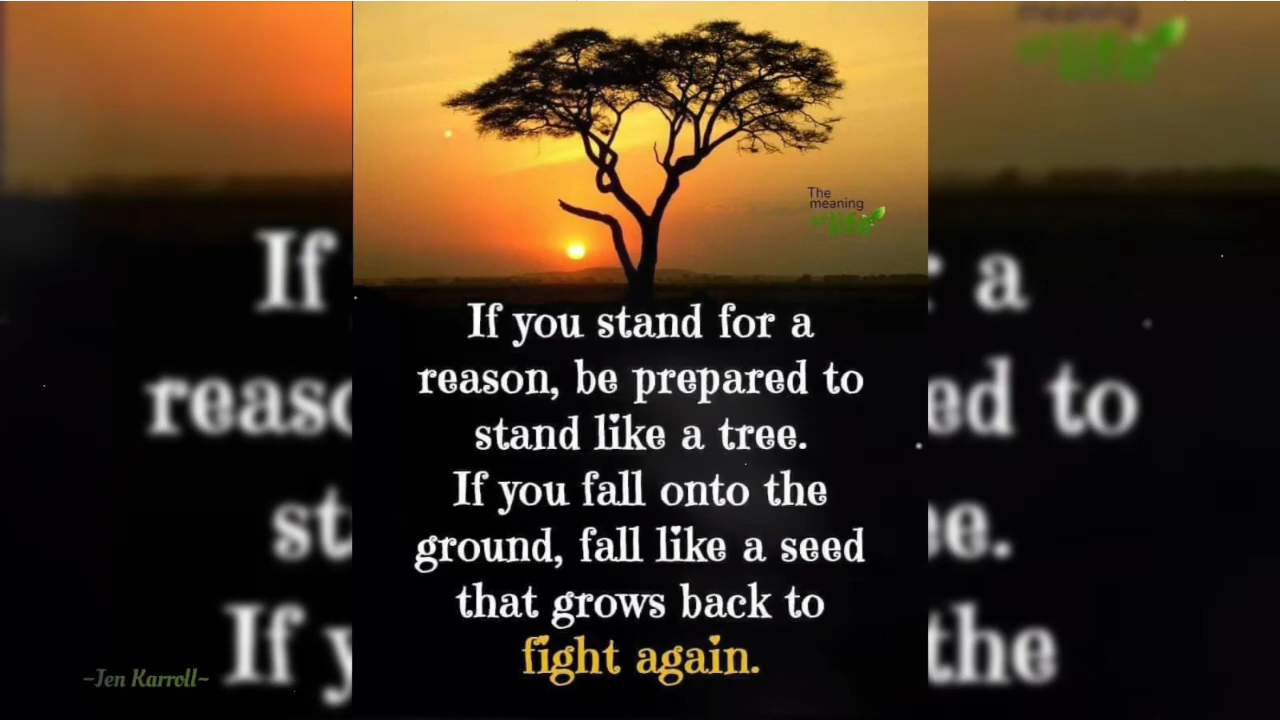 The
meaning
of life
If you stand for a
reason, be prepared to
stand like a tree.
If you fall onto the
ground, fall like a seed
that grows back to
fight again.
~Jen Karroll~